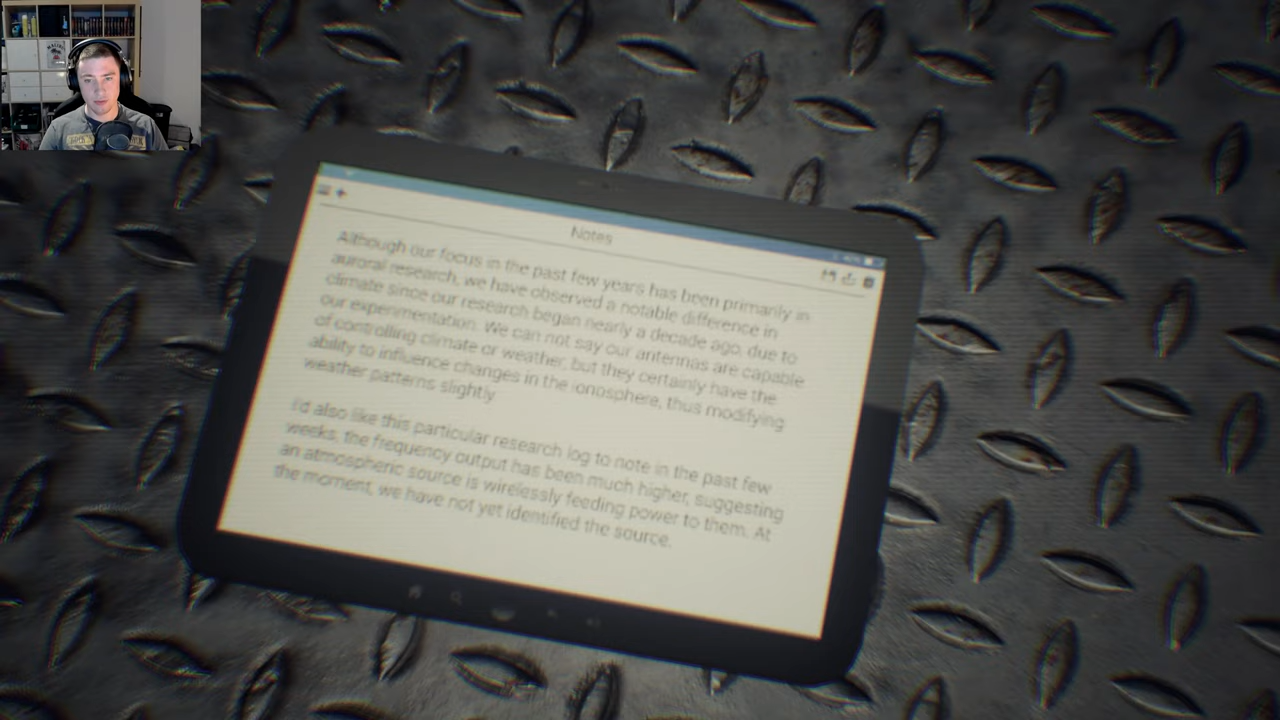 Notes
Although our focus in the past few years has been primarily in
auroral research, we have observed a notable difference in
climate since our research began nearly a decade ago, due to
our experimentation. We can not say our antennas are capable
of controlling climate or weather, but they certainly have the
ability to influence changes in the ionosphere, thus modifying
weather patterns slightly.
I'd also like this particular research log to note in the past few
weeks, the frequency output has been much higher, suggesting
an atmospheric source is wirelessly feeding power to them. At
the moment, we have not yet identified the source.